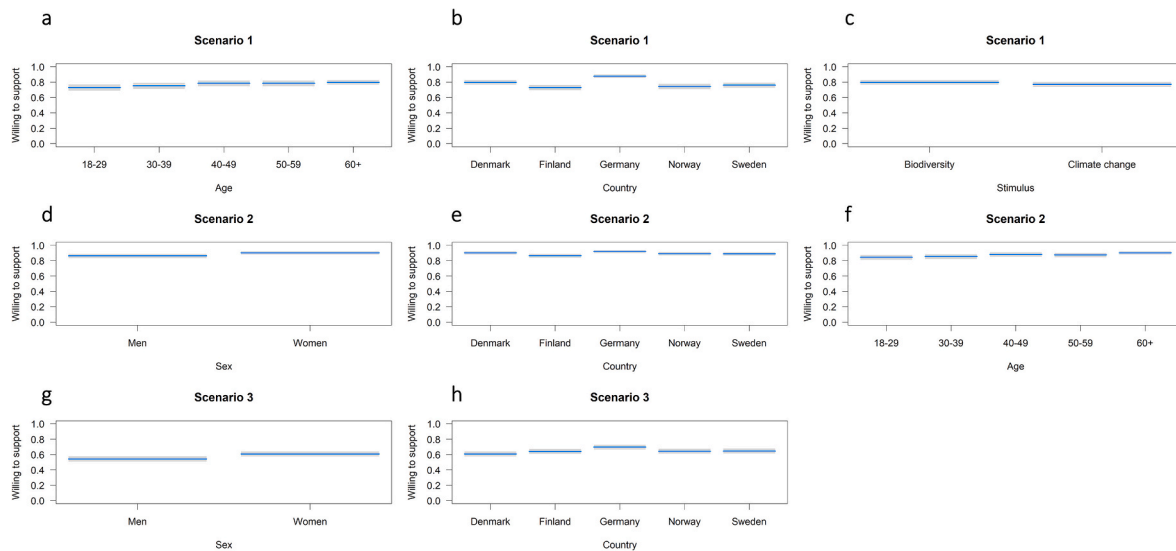 a
Scenario 1
Willing to support
1.0
0.8
0.6
0.4
0.2
0.0
18-29 30-39 40-49 50-59 60+
Age
b
Scenario 1
Willing to support
1.0
0.8
0.6
0.4
0.2
0.0
Denmark Finland Germany Norway Sweden
Country
c
Scenario 1
Willing to support
1.0
0.8
0.6
0.4
0.2
0.0
Biodiversity Climate change
Stimulus
d
Scenario 2
Willing to support
1.0
0.8
0.6
0.4
0.2
0.0
Men Women
Sex
e
Scenario 2
Willing to support
1.0
0.8
0.6
0.4
0.2
0.0
Denmark Finland Germany Norway Sweden
Country
f
Scenario 2
Willing to support
1.0
0.8
0.6
0.4
0.2
0.0
18-29 30-39 40-49 50-59 60+
Age
g
Scenario 3
Willing to support
1.0
0.8
0.6
0.4
0.2
0.0
Men Women
Sex
h
Scenario 3
Willing to support
1.0
0.8
0.6
0.4
0.2
0.0
Denmark Finland Germany Norway Sweden
Country